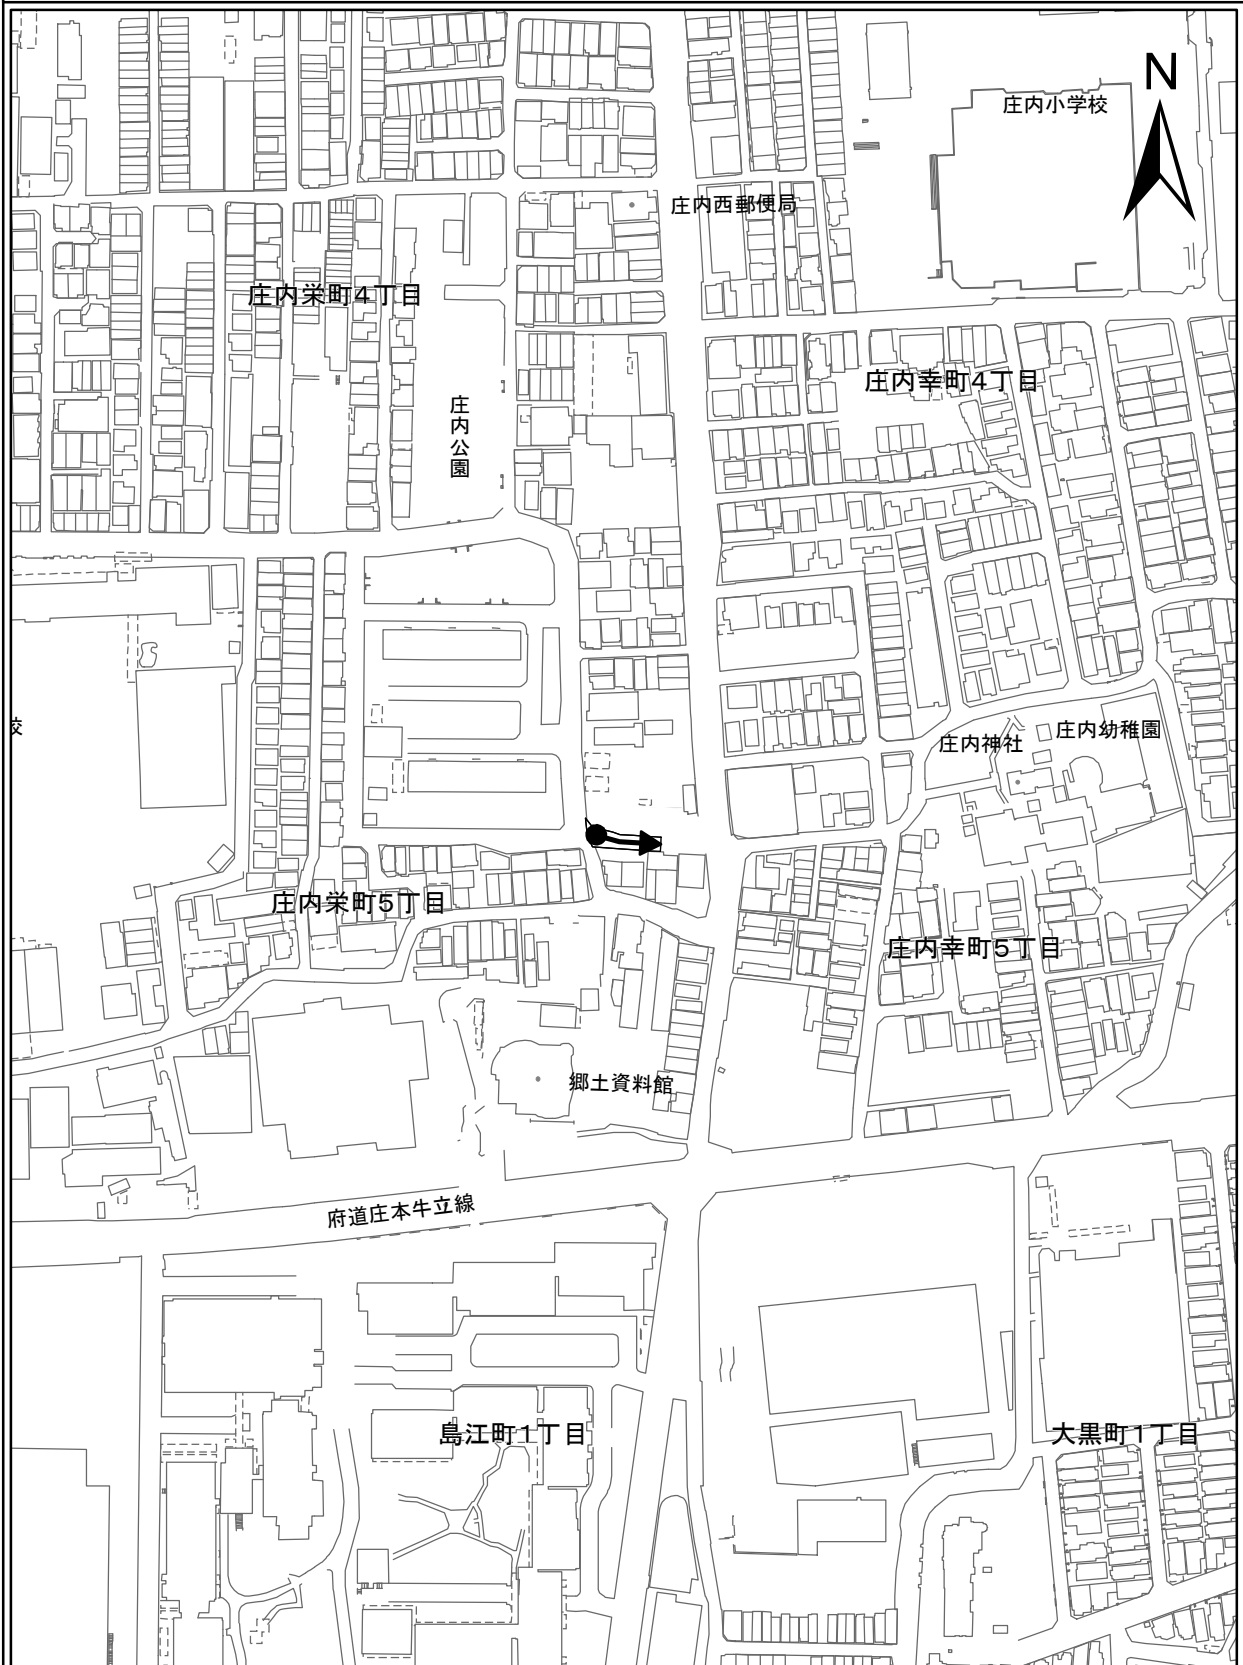 N
庄内小学校
庄内西郵便局
庄内栄町4丁目
庄内幸町4丁目
庄内公園
校
庄内神社
庄内幼稚園
庄内栄町5丁目
庄内幸町5丁目
郷土資料館
府道庄本牛立線
島江町1丁目
大黒町1丁目